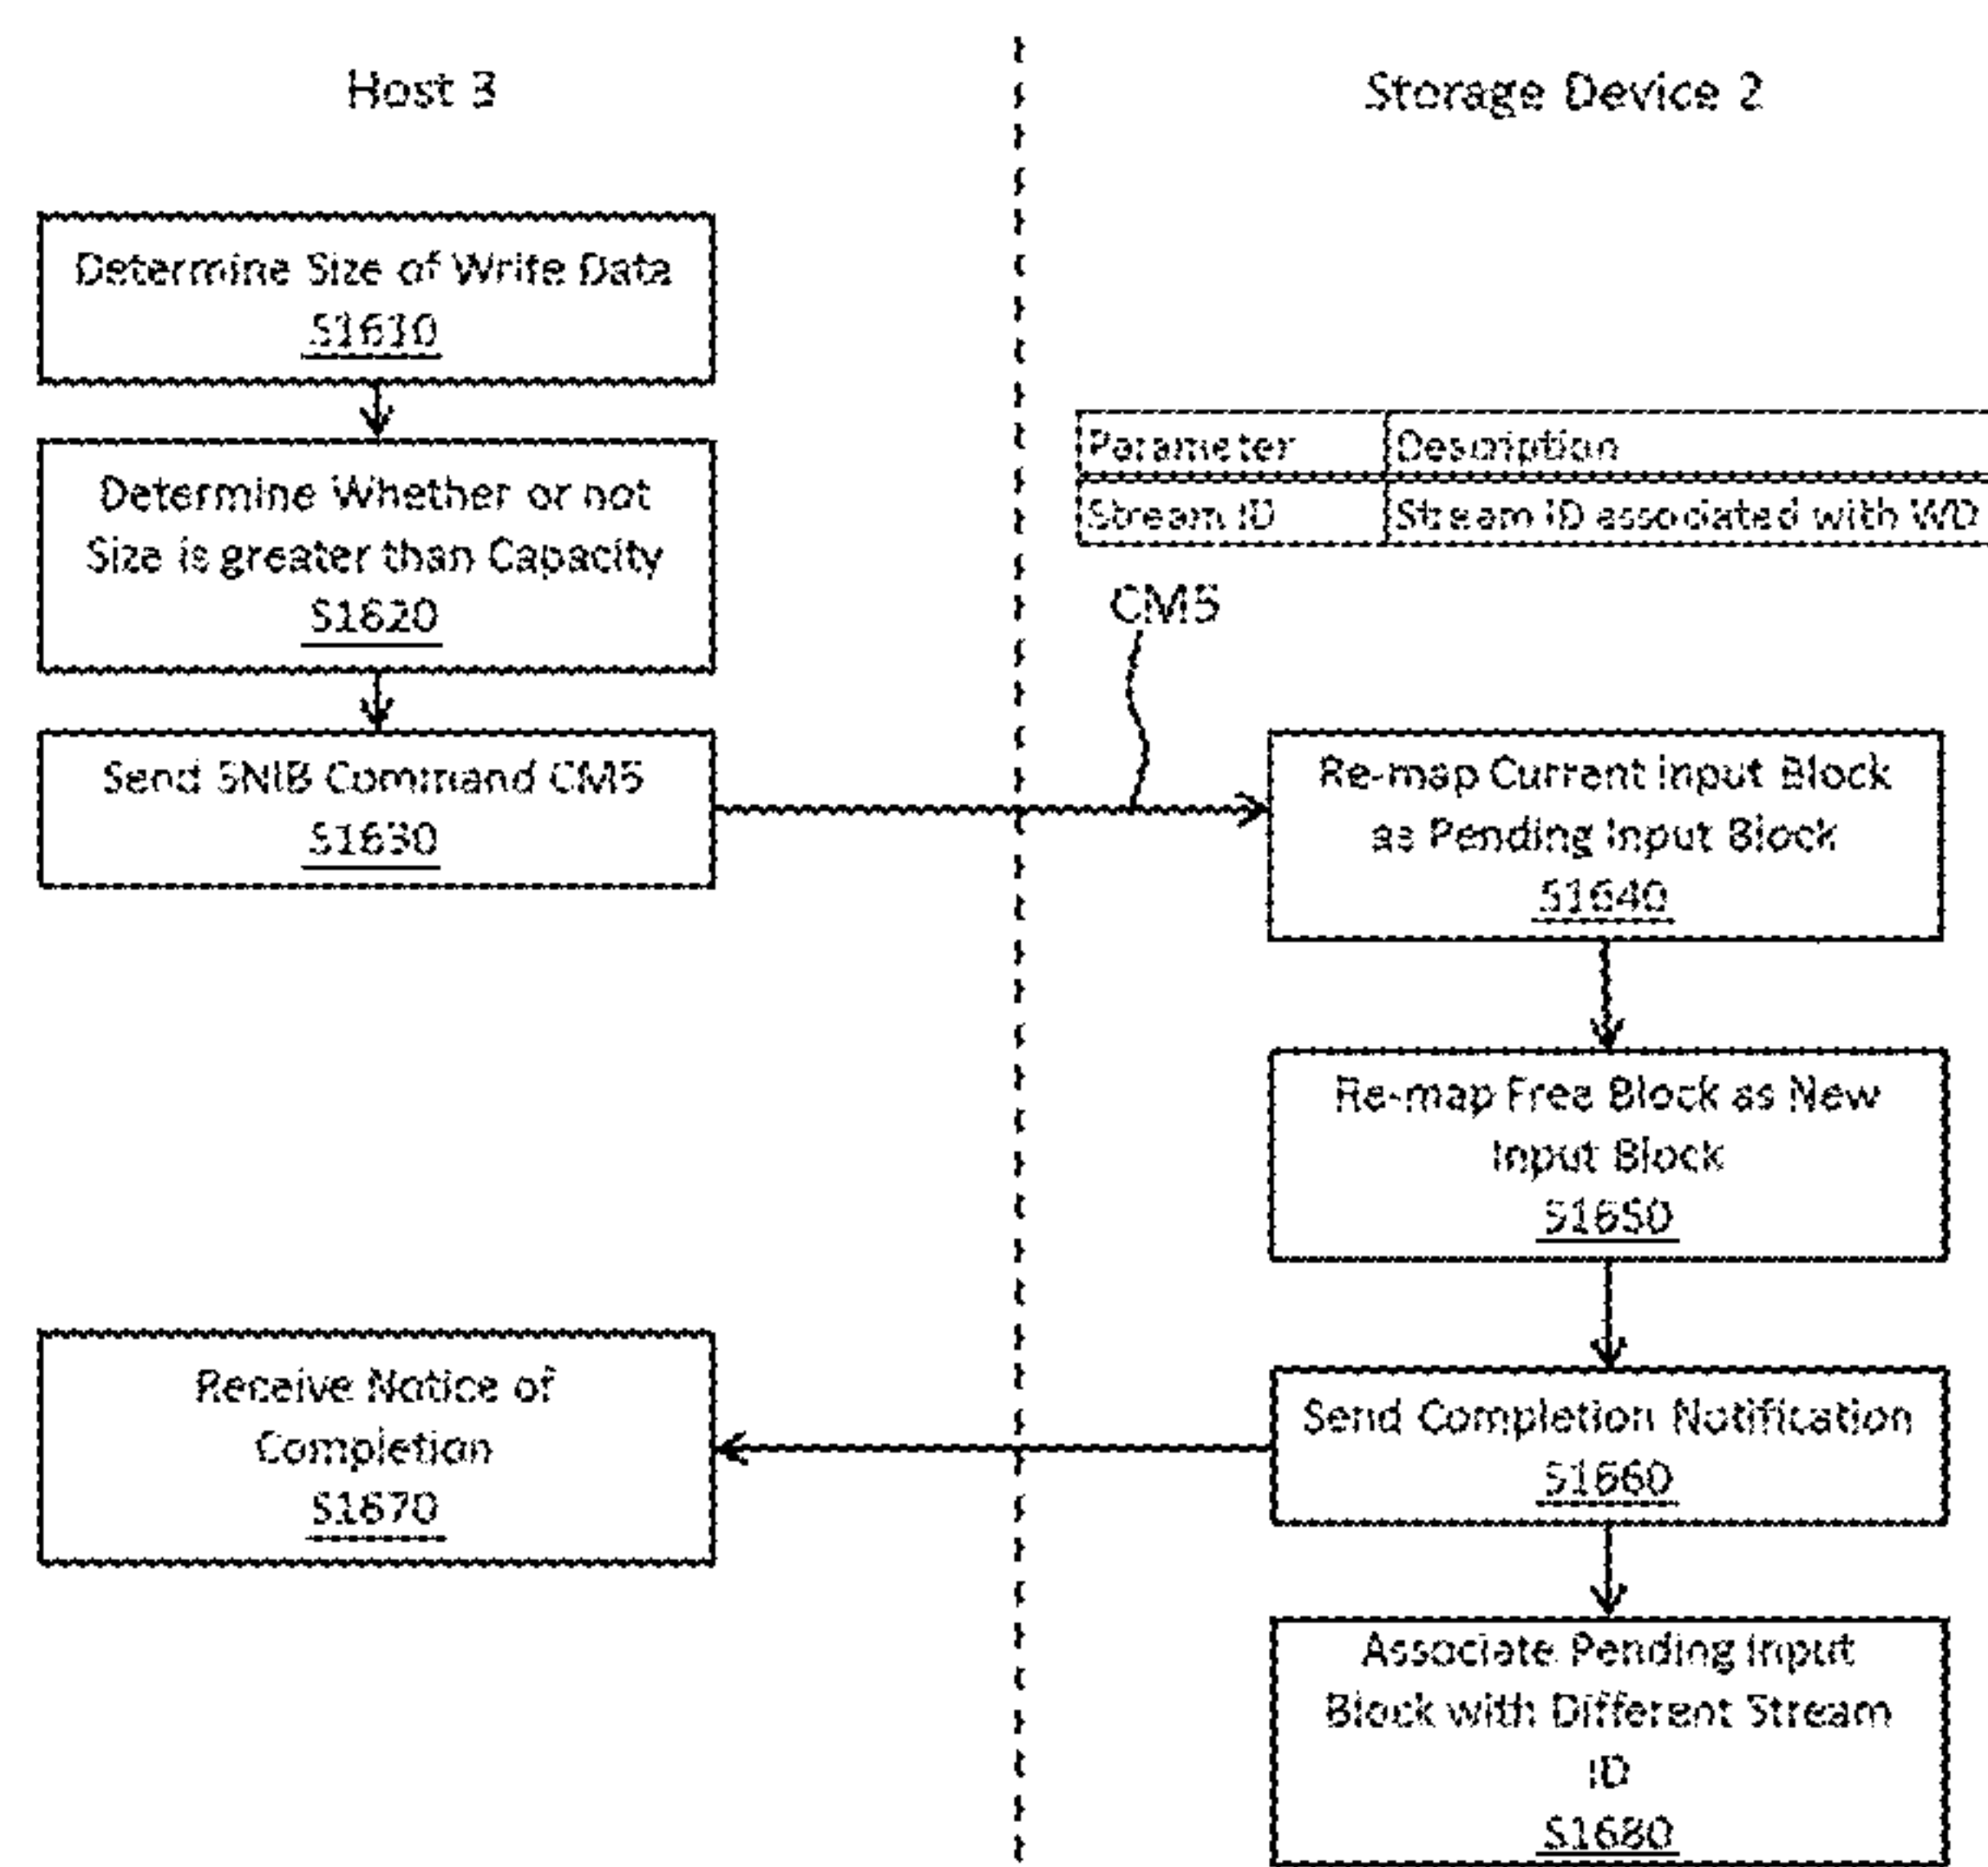 Host 3
Storage Device 2
Determine Size of Write Data
S1610
Determine Whether or not
Size is greater than Capacity
S1620
Send SNIB Command CM5
S1630
Parameter Description
Stream ID Stream ID associated with WD
CM5
Re-map Current Input Block
as Pending Input Block
S1640
Re-map Free Block as New
Input Block
S1650
Send Completion Notification
S1660
Receive Notice of
Completion
S1670
Associate Pending Input
Block with Different Stream
ID
S1680